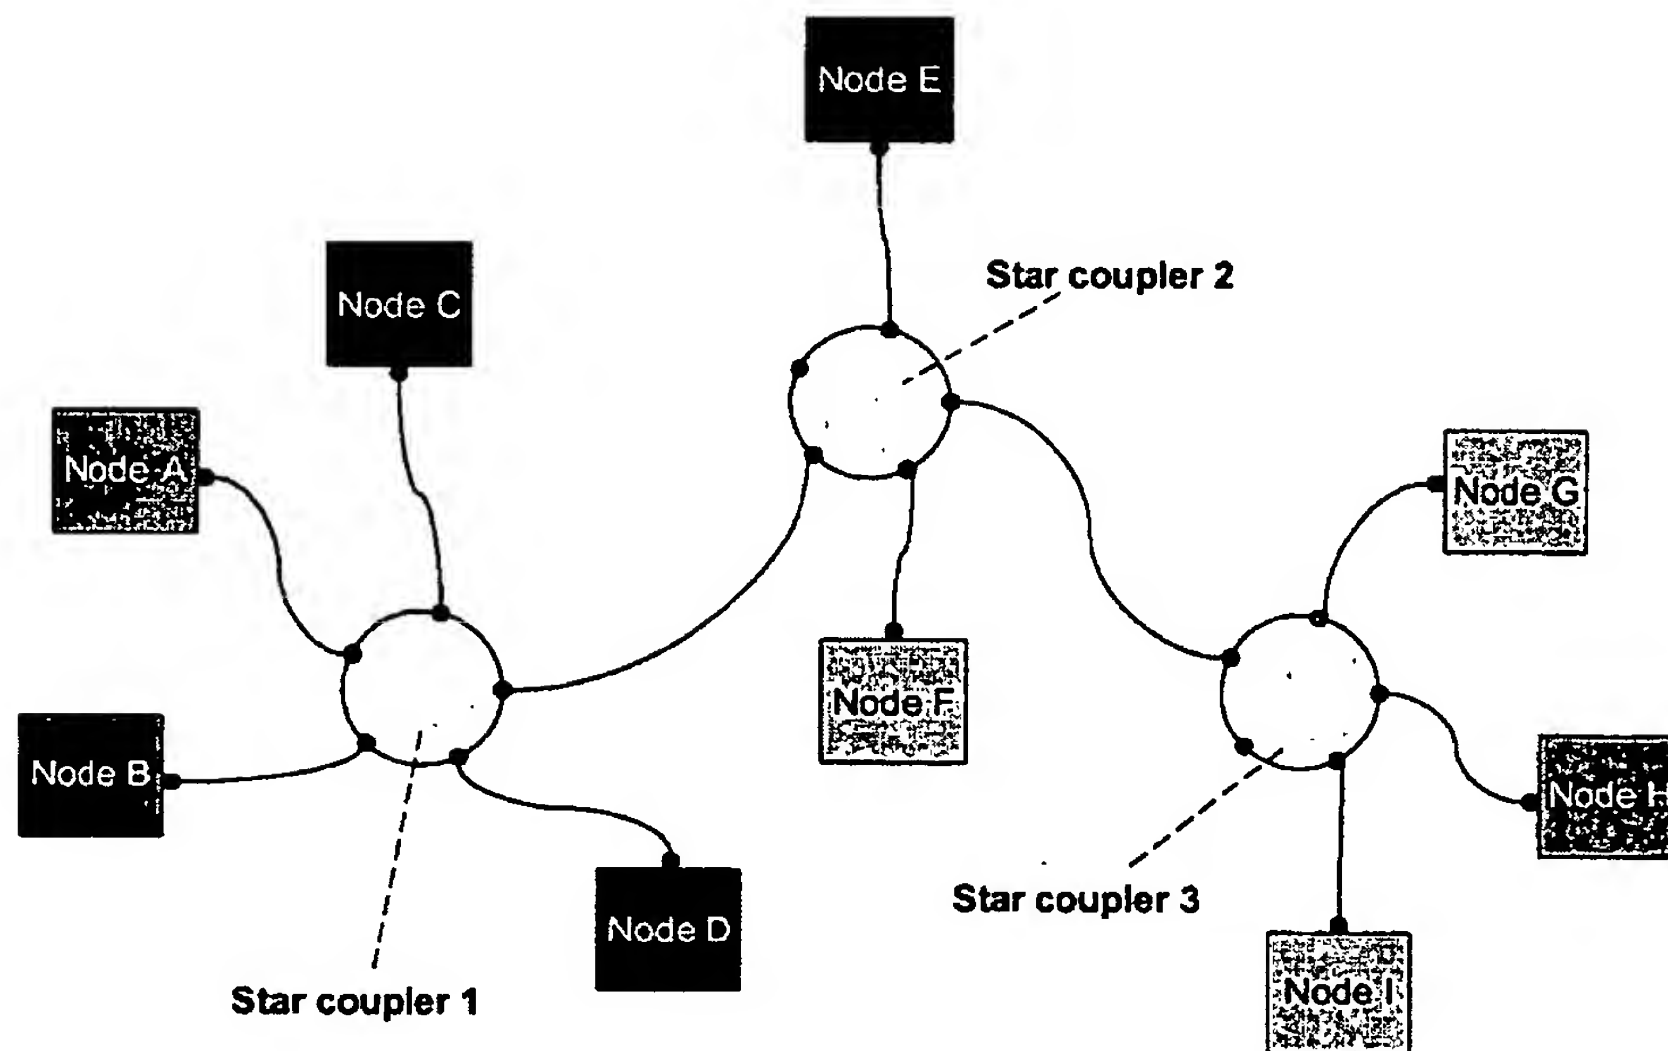 Node E
Star coupler 2
Node C
Node A
Node G
Node F
Node B
Node H
Star coupler 3
Node D
Node I
Star coupler 1